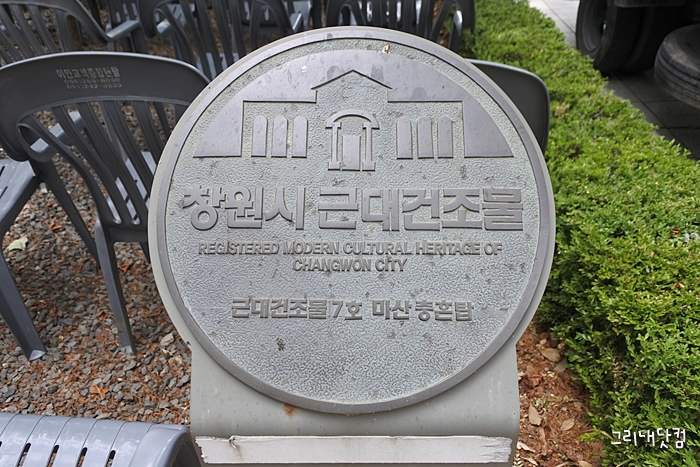 창원시 근대건조물
REGISTERED MODERN CULTURAL HERITAGE OF
CHANGWON CITY
근대건조물 7호 마산 충혼탑
그리대닷컴